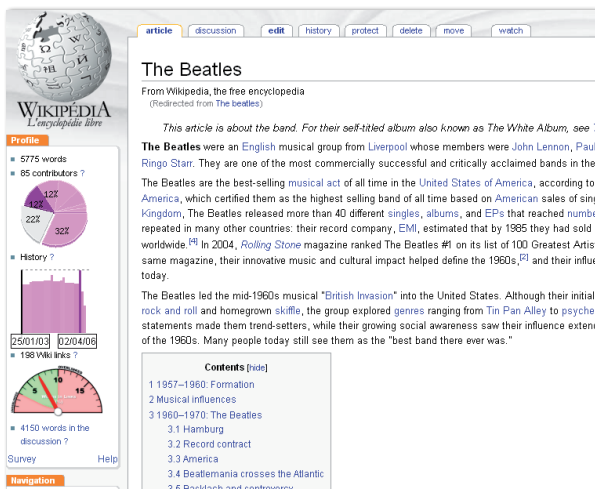 article discussion edit history protect delete move watch
WIKIPÉDIA
L'encyclopédie libre
Profile
5775 words
85 contributors ?
12%
12%
22%
32%
History ?
25/01/03 02/04/06
198 Wiki links ?
5 10 15
4150 words in the
discussion ?
Survey Help
Navigation
The Beatles
From Wikipedia, the free encyclopedia
(Redirected from The beatles)
This article is about the band. For their self-titled album also known as The White Album, see
The Beatles were an English musical group from Liverpool whose members were John Lennon, Paul
Ringo Starr. They are one of the most commercially successful and critically acclaimed bands in the
The Beatles are the best-selling musical act of all time in the United States of America, according to
America, which certified them as the highest selling band of all time based on American sales of sin
Kingdom, The Beatles released more than 40 different singles, albums, and EPs that reached numbe
repeated in many other countries: their record company, EMI, estimated that by 1985 they had sold
worldwide.[4] In 2004, Rolling Stone magazine ranked The Beatles #1 on its list of 100 Greatest Artis
same magazine, their innovative music and cultural impact helped define the 1960s,[2] and their influe
today.
The Beatles led the mid-1960s musical "British Invasion" into the United States. Although their initial
rock and roll and homegrown skiffle, the group explored genres ranging from Tin Pan Alley to psyche
statements made them trend-setters, while their growing social awareness saw their influence exten
of the 1960s. Many people today still see them as the "best band there ever was."
Contents [hide]
1 1957–1960: Formation
2 Musical influences
3 1960–1970: The Beatles
3.1 Hamburg
3.2 Record contract
3.3 America
3.4 Beatlemania crosses the Atlantic
3.5 Backlash and controversy